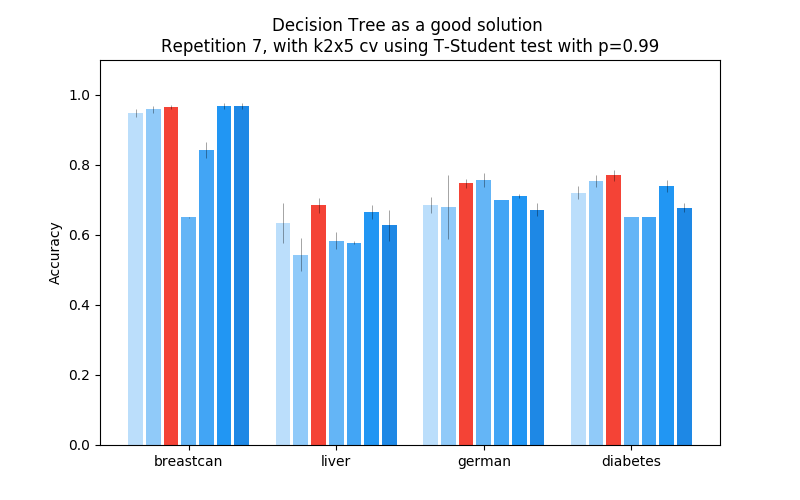 Decision Tree as a good solution
Repetition 7, with k2x5 cv using T-Student test with p=0.99
Accuracy
1.0
0.8
0.6
0.4
0.2
0.0
breastcan
liver
german
diabetes